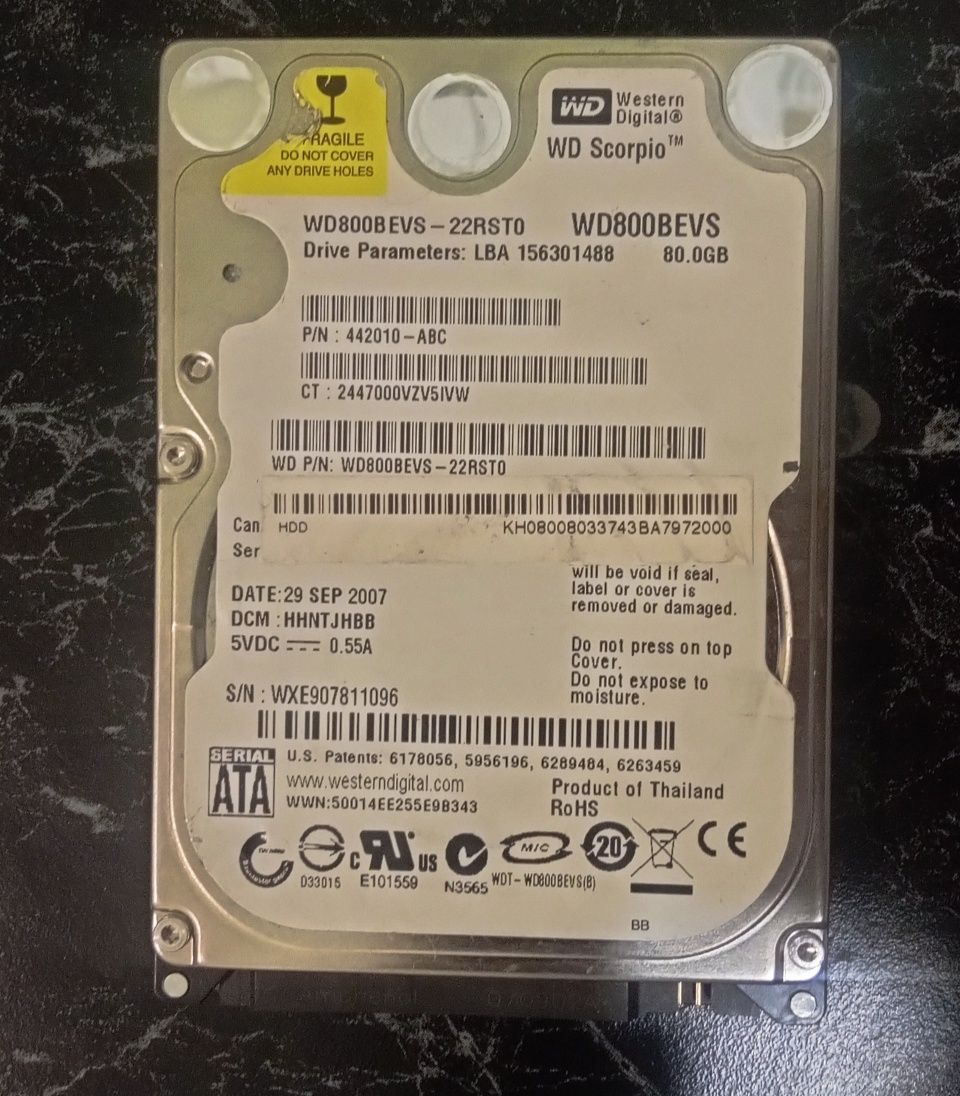 FRAGILE
DO NOT COVER
ANY DRIVE HOLES
WD Western
Digital®
WD Scorpio™
WD800BEVS-22RST0 WD800BEVS
Drive Parameters: LBA 156301488 80.0GB
P/N : 442010-ABC
CT : 2447000VZV5IVW
WD P/N: WD800BEVS-22RST0
HDD KH08008033743BA7972000
Can
Ser
will be void if seal,
label or cover is
removed or damaged.
DATE:29 SEP 2007
DCM : HHNTJHBB
5VDC 0.55A
Do not press on top
Cover.
Do not expose to
moisture.
S/N : WXE907811096
SERIAL
ATA
U.S. Patents: 6178056, 5956196, 6289484, 6263459
www.westerndigital.com
WWN:50014EE255E9B343
Product of Thailand
RoHS
D33015
c RU US
E101559
N3565
MIC
WDT-WD800BEVS(B)
20
CE
BB